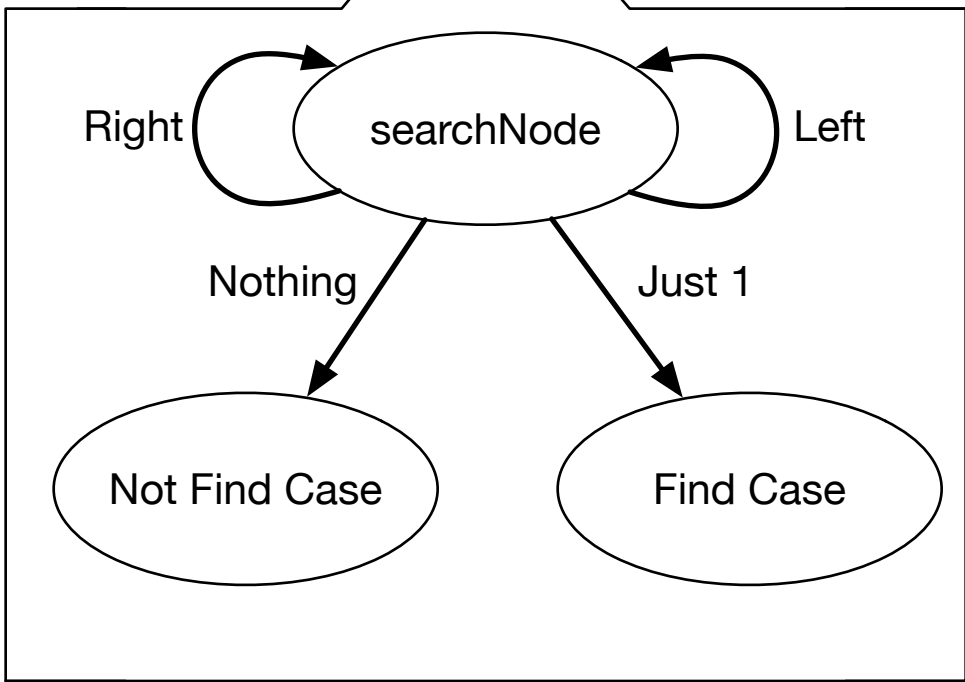 searchNode
Right
Left
Nothing
Just 1
Not Find Case
Find Case